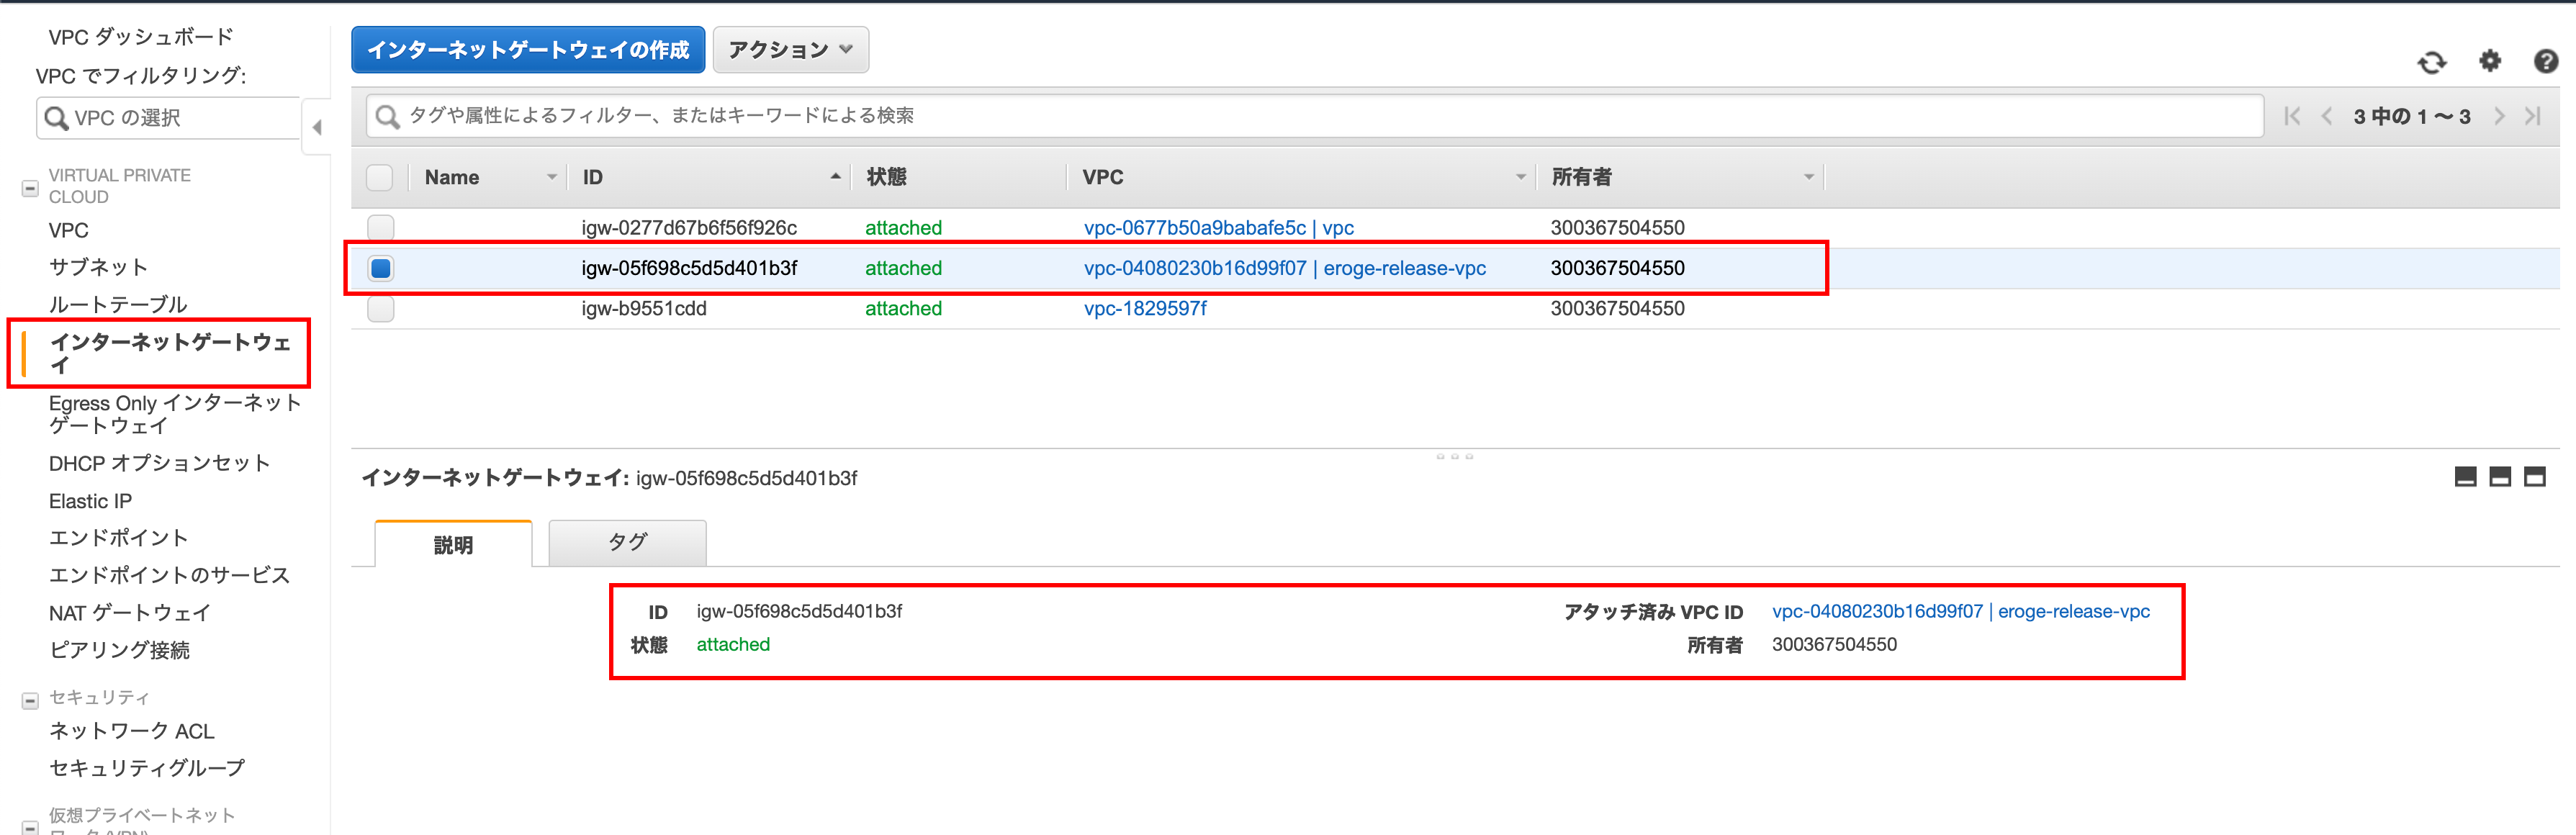 VPC ダッシュボード
VPC でフィルタリング:
VPC の選択
VIRTUAL PRIVATE
CLOUD
VPC
サブネット
ルートテーブル
インターネットゲートウェ
イ
Egress Only インターネット
ゲートウェイ
DHCP オプションセット
Elastic IP
エンドポイント
エンドポイントのサービス
NAT ゲートウェイ
ピアリング接続
セキュリティ
ネットワーク ACL
セキュリティグループ
仮想プライベートネット
ワーク (VPN)
インターネットゲートウェイの作成 アクション
タグや属性によるフィルター、またはキーワードによる検索 3 中の 1 〜 3
Name ID 状態 VPC 所有者
igw-0277d67b6f56f926c attached vpc-0677b50a9babafe5c | vpc 300367504550
igw-05f698c5d5d401b3f attached vpc-04080230b16d99f07 | eroge-release-vpc 300367504550
igw-b9551cdd attached vpc-1829597f 300367504550
インターネットゲートウェイ: igw-05f698c5d5d401b3f
説明 タグ
ID igw-05f698c5d5d401b3f アタッチ済み VPC ID vpc-04080230b16d99f07 | eroge-release-vpc
状態 attached 所有者 300367504550